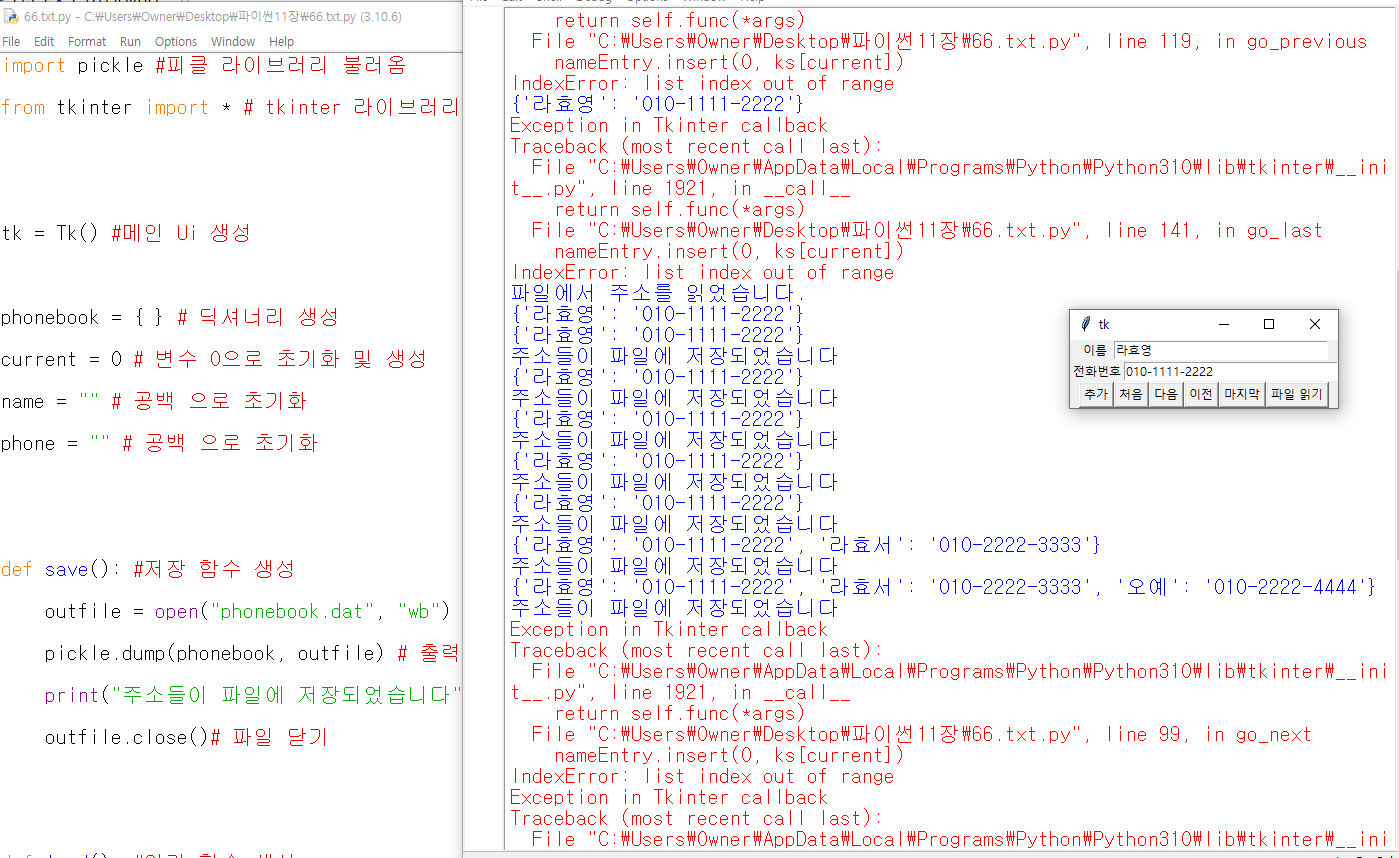 66.txt.py - C:₩Users₩Owner₩Desktop₩파이썬11장₩66.txt.py (3.10.6)
File Edit Format Run Options Window Help
import pickle #피클 라이브러리 불러옴
from tkinter import * # tkinter 라이브러리
tk = Tk() #메인 Ui 생성
phonebook = { } # 딕셔너리 생성
current = 0 # 변수 0으로 초기화 및 생성
name = "" # 공백 으로 초기화
phone = "" # 공백 으로 초기화
def save(): #저장 함수 생성
outfile = open("phonebook.dat", "wb")
pickle.dump(phonebook, outfile) # 출력
print("주소들이 파일에 저장되었습니다"
outfile.close()# 파일 닫기
return self.func(*args)
File "C:₩Users₩Owner₩Desktop₩파이썬11장₩66.txt.py", line 119, in go_previous
nameEntry.insert(0, ks[current])
IndexError: list index out of range
{'라효영': '010-1111-2222'}
Exception in Tkinter callback
Traceback (most recent call last):
File "C:₩Users₩Owner₩AppData₩Local₩Programs₩Python₩Python310₩lib₩tkinter₩__ini
t__.py", line 1921, in __call__
return self.func(*args)
File "C:₩Users₩Owner₩Desktop₩파이썬11장₩66.txt.py", line 141, in go_last
nameEntry.insert(0, ks[current])
IndexError: list index out of range
파일에서 주소를 읽었습니다.
{'라효영': '010-1111-2222'}
{'라효영': '010-1111-2222'}
주소들이 파일에 저장되었습니다
{'라효영': '010-1111-2222'}
주소들이 파일에 저장되었습니다
{'라효영': '010-1111-2222'}
주소들이 파일에 저장되었습니다
{'라효영': '010-1111-2222'}
주소들이 파일에 저장되었습니다
{'라효영': '010-1111-2222'}
주소들이 파일에 저장되었습니다
{'라효영': '010-1111-2222', '라효서': '010-2222-3333'}
주소들이 파일에 저장되었습니다
{'라효영': '010-1111-2222', '라효서': '010-2222-3333', '오예': '010-2222-4444'}
주소들이 파일에 저장되었습니다
Exception in Tkinter callback
Traceback (most recent call last):
File "C:₩Users₩Owner₩AppData₩Local₩Programs₩Python₩Python310₩lib₩tkinter₩__ini
t__.py", line 1921, in __call__
return self.func(*args)
File "C:₩Users₩Owner₩Desktop₩파이썬11장₩66.txt.py", line 99, in go_next
nameEntry.insert(0, ks[current])
IndexError: list index out of range
Exception in Tkinter callback
Traceback (most recent call last):
File "C:₩Users₩Owner₩AppData₩Local₩Programs₩Python₩Python310₩lib₩tkinter₩__ini
tk
이름 라효영
전화번호 010-1111-2222
추가 처음 다음 이전 마지막 파일 읽기